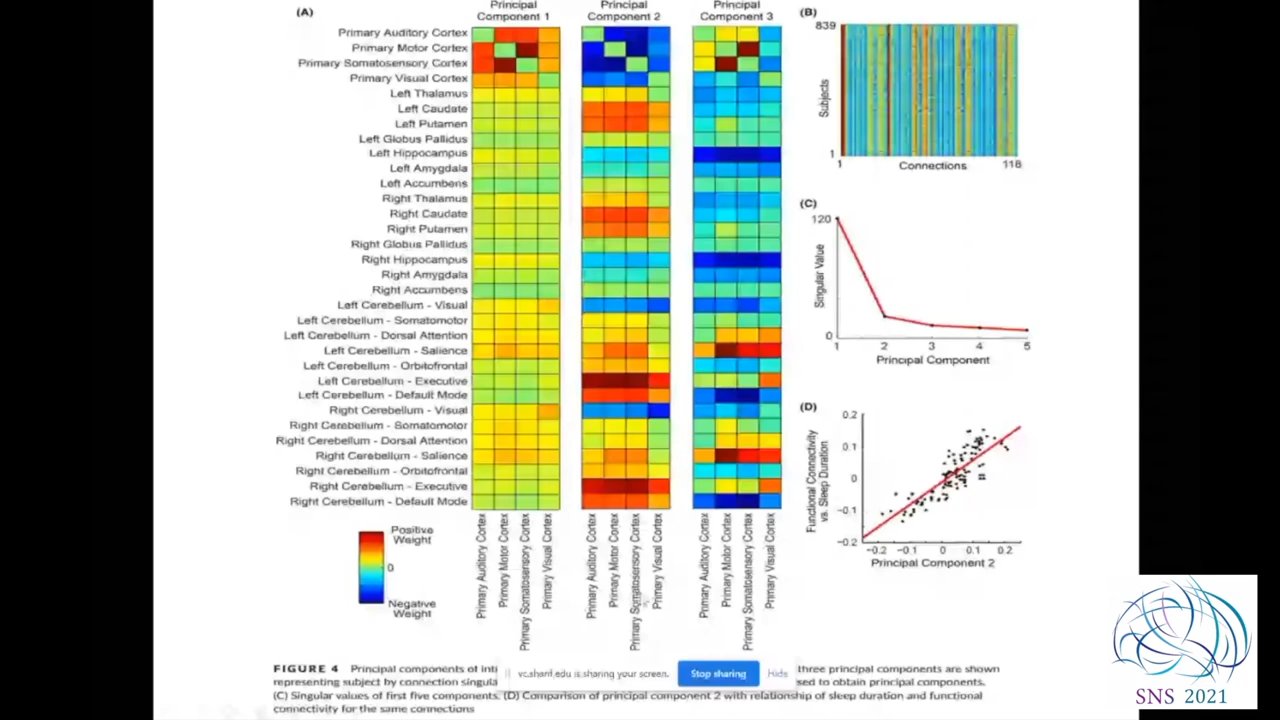 (A)
Principal Component 1
Principal Component 2
Principal Component 3
Primary Auditory Cortex
Primary Motor Cortex
Primary Somatosensory Cortex
Primary Visual Cortex
Left Thalamus
Left Caudate
Left Putamen
Left Globus Pallidus
Left Hippocampus
Left Amygdala
Left Accumbens
Right Thalamus
Right Caudate
Right Putamen
Right Globus Pallidus
Right Hippocampus
Right Amygdala
Right Accumbens
Left Cerebellum - Visual
Left Cerebellum - Somatomotor
Left Cerebellum - Dorsal Attention
Left Cerebellum - Salience
Left Cerebellum - Orbitofrontal
Left Cerebellum - Executive
Left Cerebellum - Default Mode
Right Cerebellum - Visual
Right Cerebellum - Somatomotor
Right Cerebellum - Dorsal Attention
Right Cerebellum - Salience
Right Cerebellum - Orbitofrontal
Right Cerebellum - Executive
Right Cerebellum - Default Mode
Primary Auditory Cortex
Primary Motor Cortex
Primary Somatosensory Cortex
Primary Visual Cortex
Primary Auditory Cortex
Primary Motor Cortex
Primary Somatosensory Cortex
Primary Visual Cortex
Primary Auditory Cortex
Primary Motor Cortex
Primary Somatosensory Cortex
Primary Visual Cortex
Positive Weight
0
Negative Weight
(B)
839
Subjects
1
1 Connections 118
(C)
120
Singular Value
0
1 2 3 4 5
Principal Component
(D)
0.2
0.1
0
−0.1
−0.2
Functional Connectivity
vs. Sleep Duration
−0.2 −0.1 0 0.1 0.2
Principal Component 2
FIGURE 4 Principal components of three principal components are shown
representing subject by connection to obtain principal components.
(C) Singular values of first five components. (D) Comparison of principal component 2 with relationship of sleep duration and functional
connectivity for the same connections
vc.sharif.edu is sharing your screen. Stop sharing Hide
SNS 2021